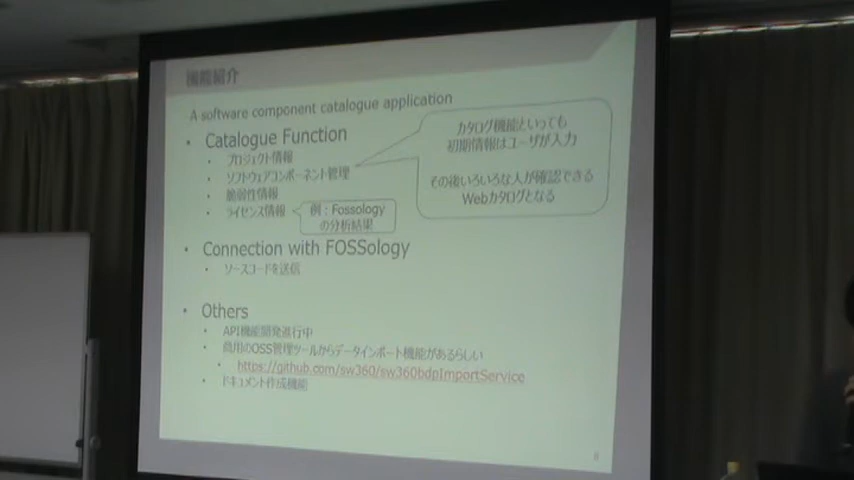 機能紹介
A software component catalogue application
• Catalogue Function
• プロジェクト情報
• ソフトウェアコンポーネント管理
• 脆弱性情報
• ライセンス情報
例：Fossology
の分析結果
カタログ機能といっても
初期情報はユーザが入力
その後いろいろな人が確認できる
Webカタログとなる
• Connection with FOSSology
• ソースコードを送信
• Others
• API機能開発進行中
• 商用のOSS管理ツールからデータインポート機能があるらしい
• https://github.com/sw360/sw360bdpImportService
• ドキュメント作成機能
8